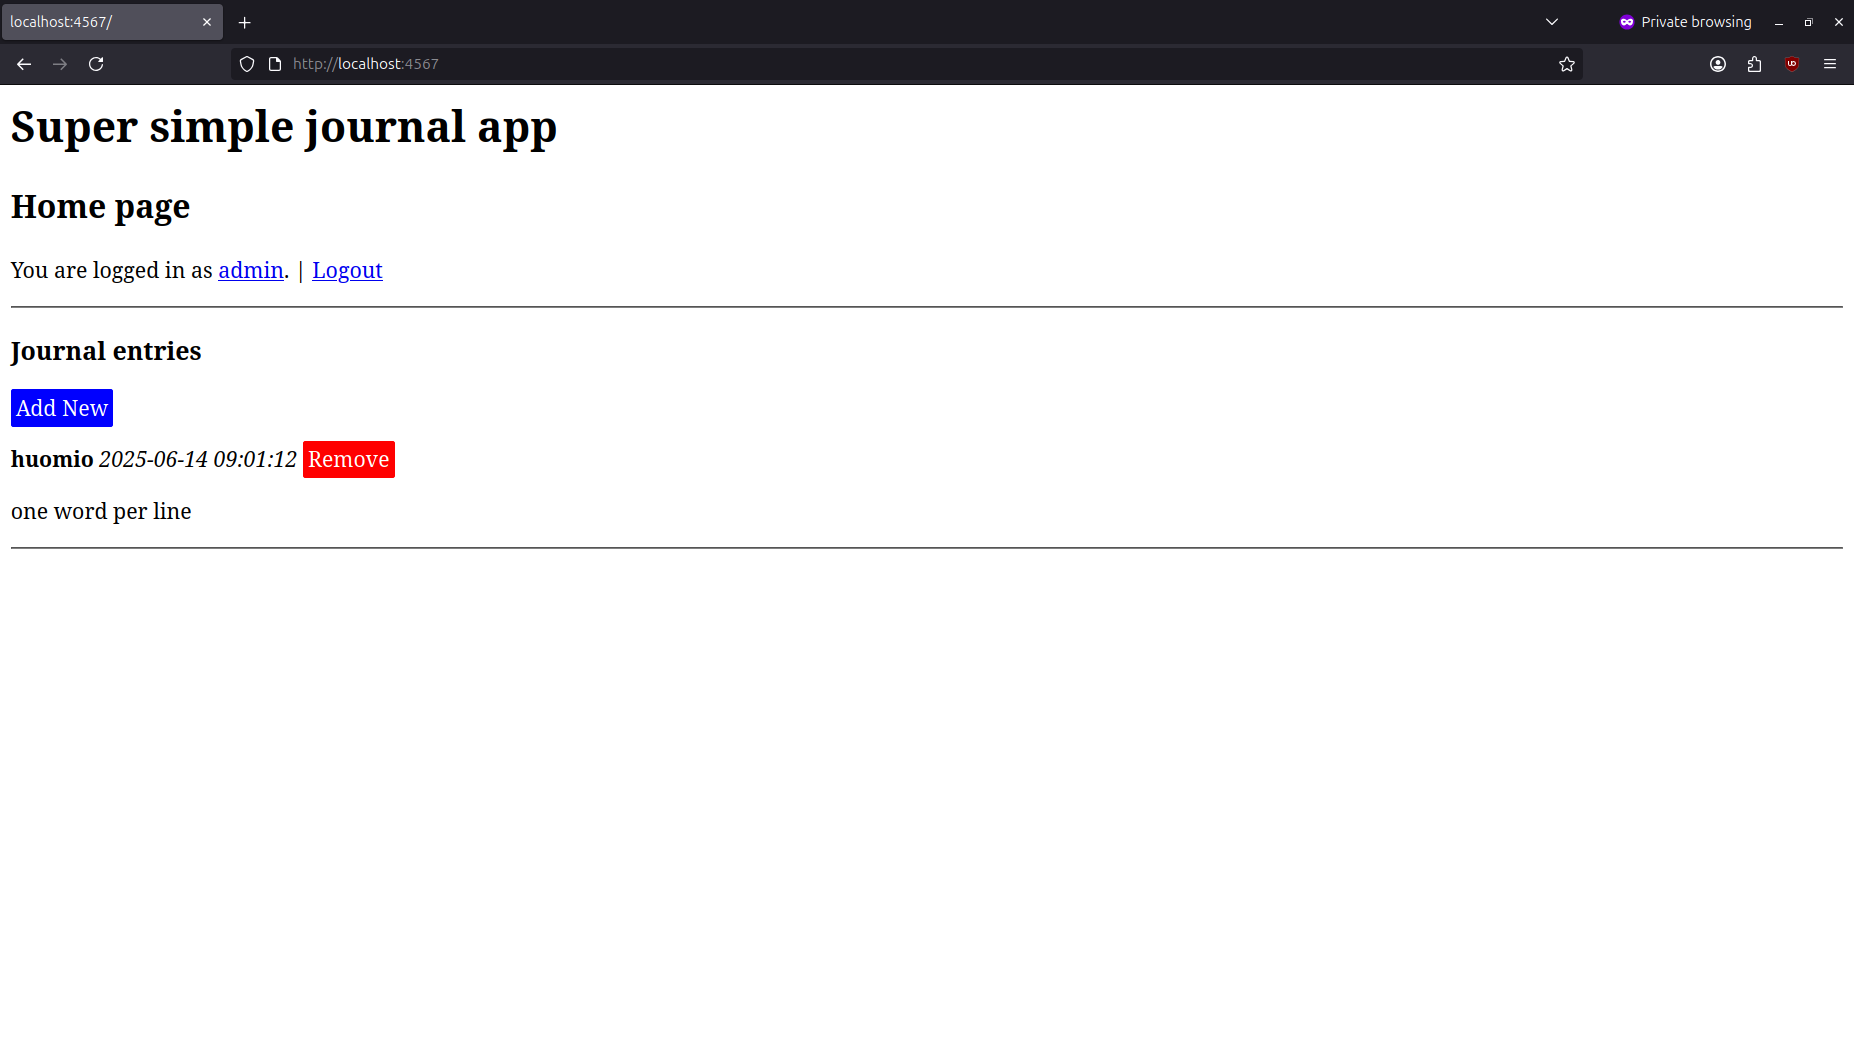 localhost:4567/
Private browsing
http://localhost:4567
Super simple journal app
Home page
You are logged in as admin. | Logout
Journal entries
Add New
huomio 2025-06-14 09:01:12 Remove
one word per line